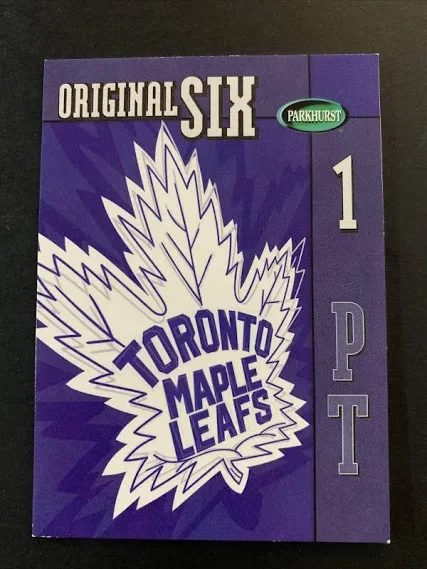 ORIGINAL SIX
PARKHURST
1
PT
TORONTO
MAPLE
LEAFS